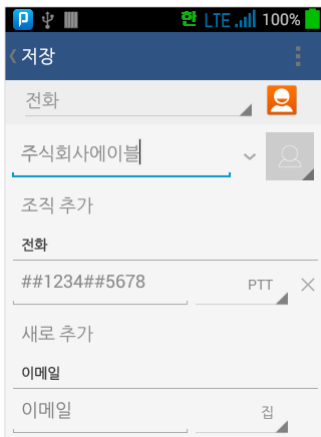 한 LTE 100%
저장
전화
주식회사에이블
조직 추가
전화
##1234##5678 PTT
새로 추가
이메일
이메일 집